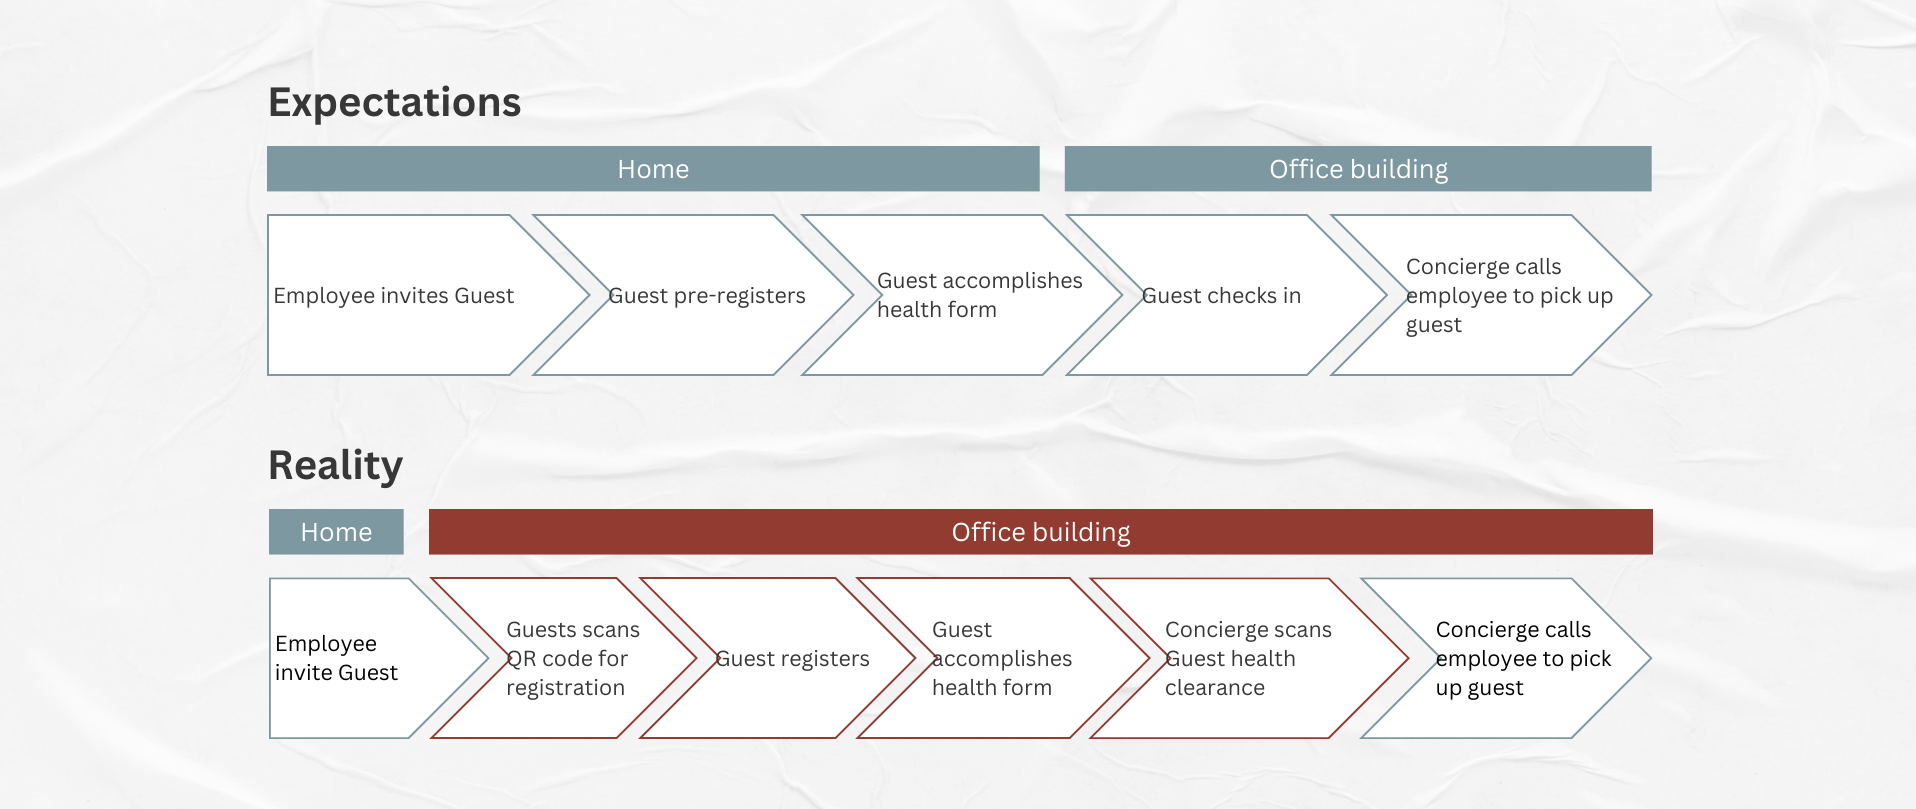 Expectations
Home
Office building
Employee invites Guest
Guest pre-registers
Guest accomplishes
health form
Guest checks in
Concierge calls
employee to pick up
guest
Reality
Home
Office building
Employee
invite Guest
Guests scans
QR code for
registration
Guest registers
Guest
accomplishes
health form
Concierge scans
Guest health
clearance
Concierge calls
employee to pick
up guest